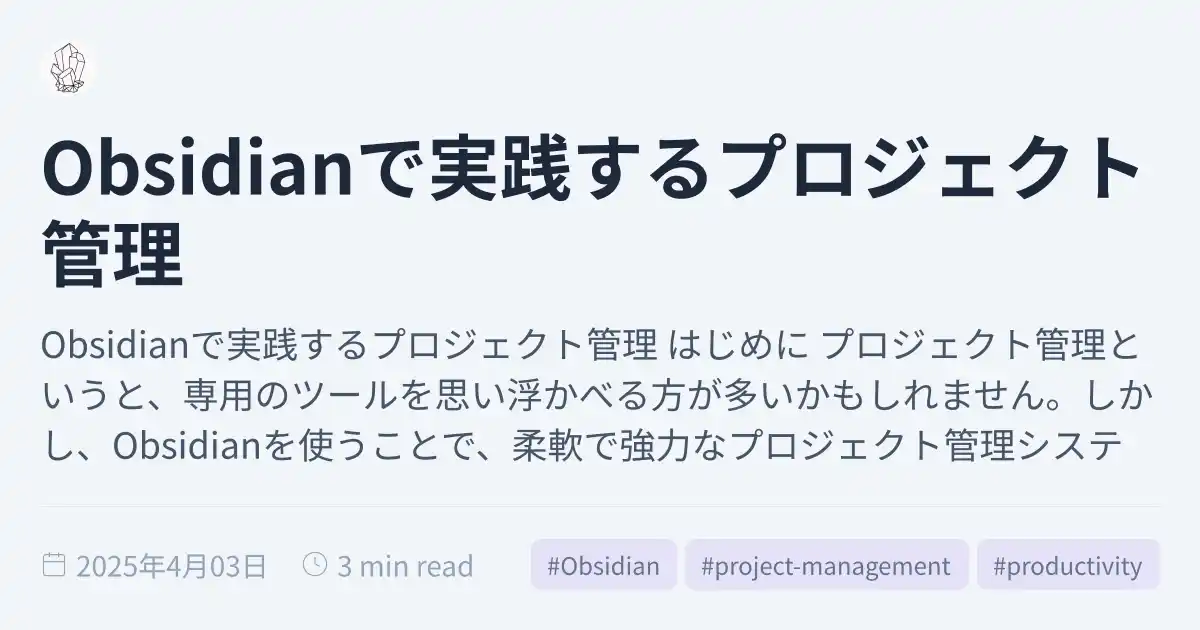 Obsidianで実践するプロジェクト
管理
Obsidianで実践するプロジェクト管理 はじめに プロジェクト管理と
いうと、専用のツールを思い浮かべる方が多いかもしれません。しか
し、Obsidianを使うことで、柔軟で強力なプロジェクト管理システ
2025年4月03日 3 min read #Obsidian #project-management #productivity